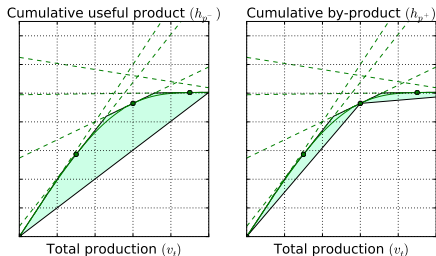 Cumulative useful product (h_{p^-})
Cumulative by-product (h_{p^+})
Total production (v_t)
Total production (v_t)